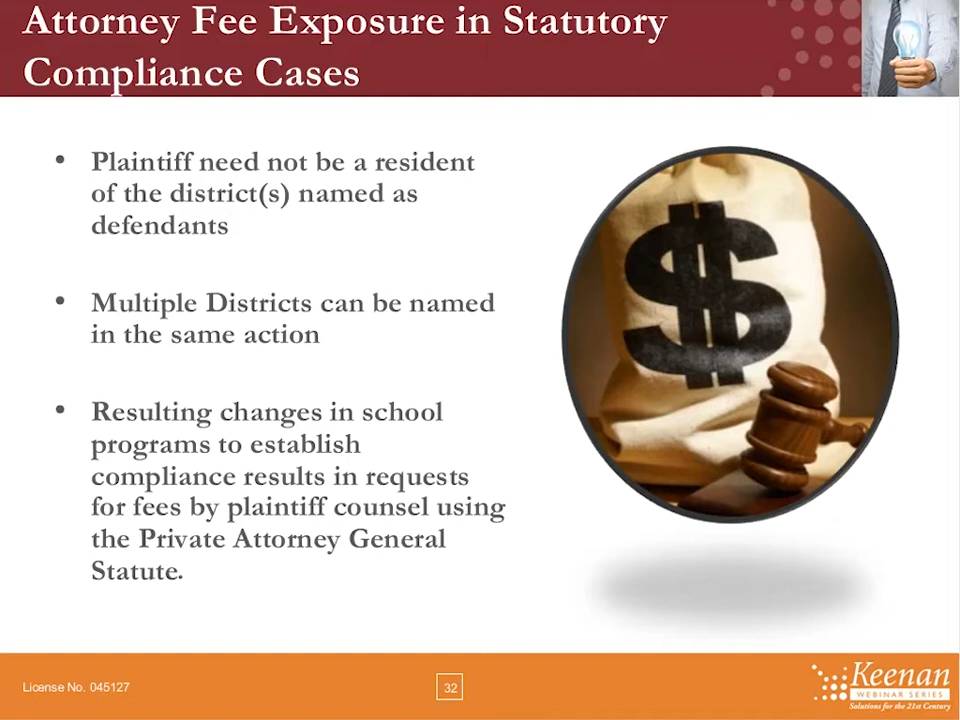 Attorney Fee Exposure in Statutory
Compliance Cases
• Plaintiff need not be a resident
of the district(s) named as
defendants
• Multiple Districts can be named
in the same action
• Resulting changes in school
programs to establish
compliance results in requests
for fees by plaintiff counsel using
the Private Attorney General
Statute.
$
License No. 045127
32
Keenan
WEBINAR SERIES
Solutions for the 21st Century